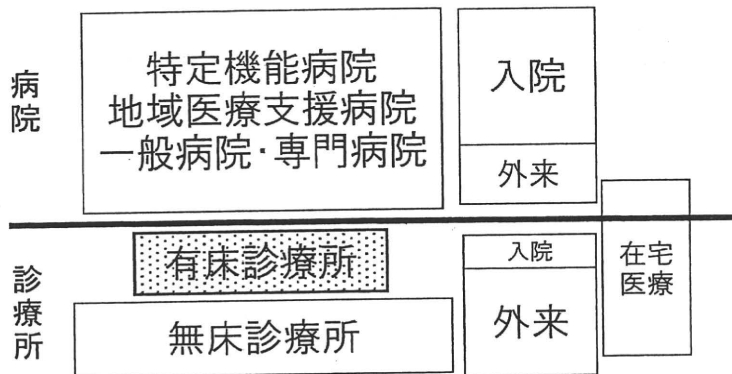 病院
特定機能病院
地域医療支援病院
一般病院・専門病院
入院
外来
診療所
有床診療所
無床診療所
入院
外来
在宅
医療